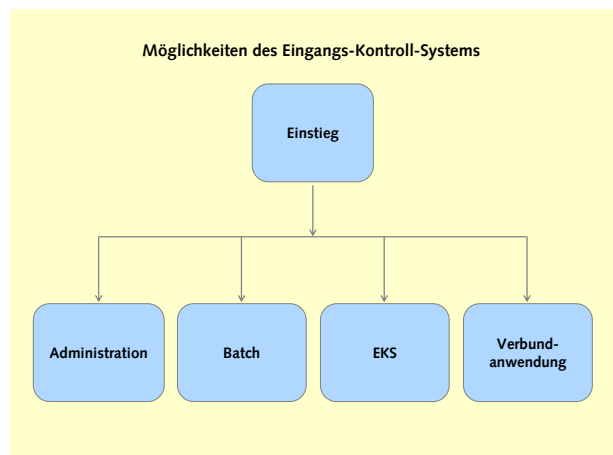 Möglichkeiten des Eingangs-Kontroll-Systems
Einstieg
Administration
Batch
EKS
Verbund-
anwendung